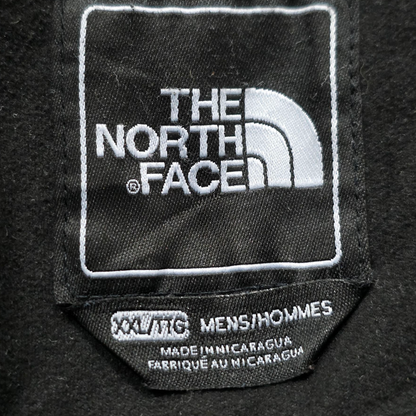 THE
NORTH
®FACE
XXL/TTG MENS/HOMMES
MADE IN NICARAGUA
FABRIQUÉ AU NICARAGUA